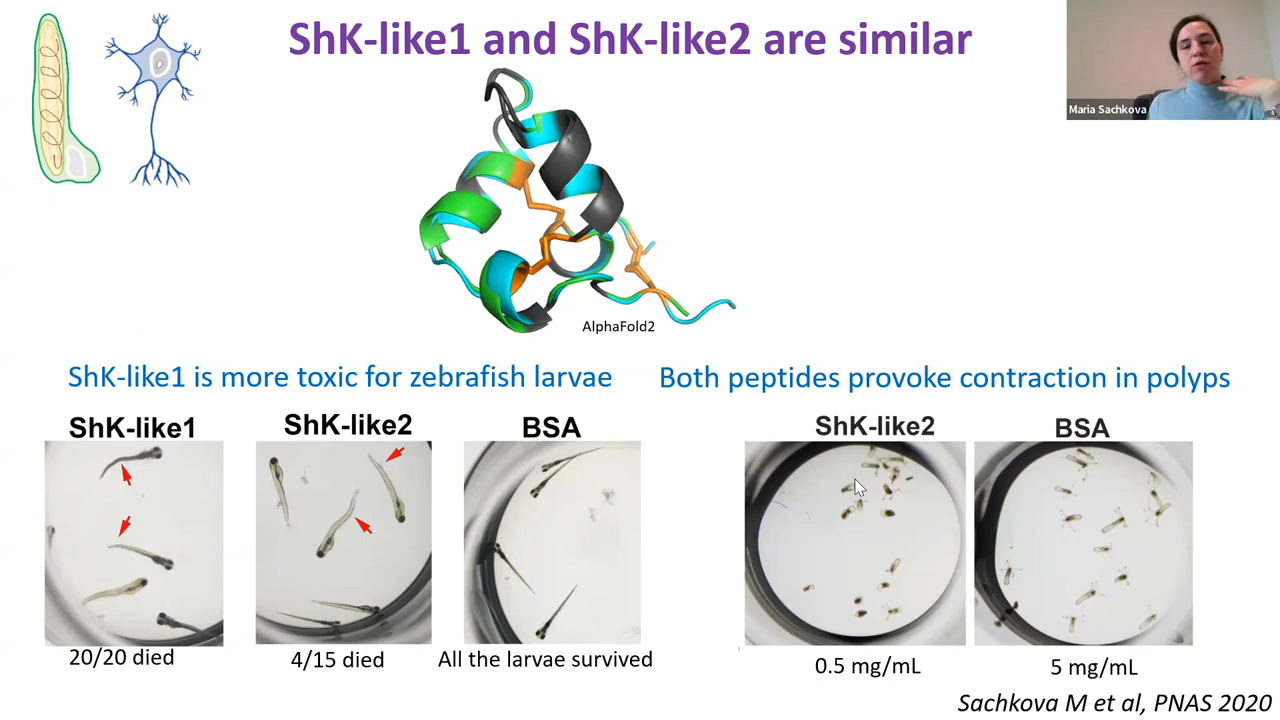 ShK-like1 and ShK-like2 are similar
Maria Sachkova
AlphaFold2
ShK-like1 is more toxic for zebrafish larvae
Both peptides provoke contraction in polyps
ShK-like1
ShK-like2
BSA
ShK-like2
BSA
20/20 died
4/15 died
All the larvae survived
0.5 mg/mL
5 mg/mL
Sachkova M et al, PNAS 2020